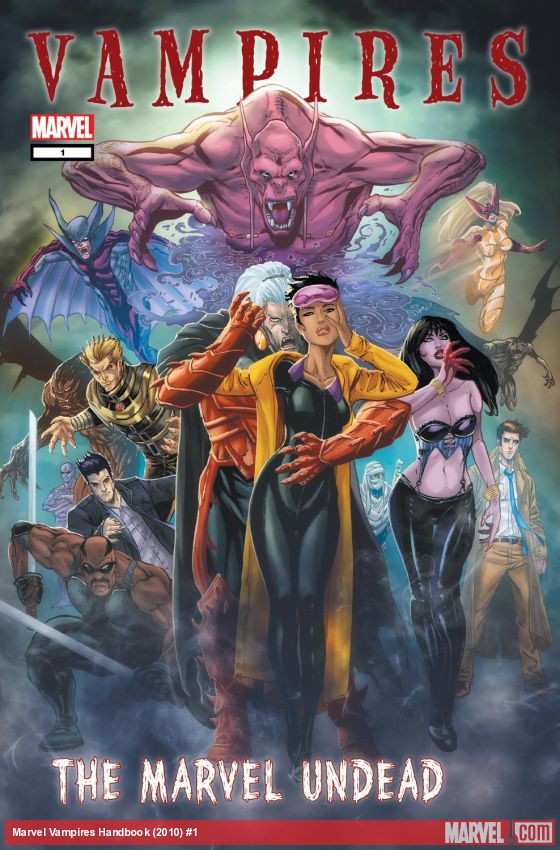 VAMPIRES
MARVEL
1
THE MARVEL UNDEAD
Marvel Vampires Handbook (2010) #1
MARVEL.com